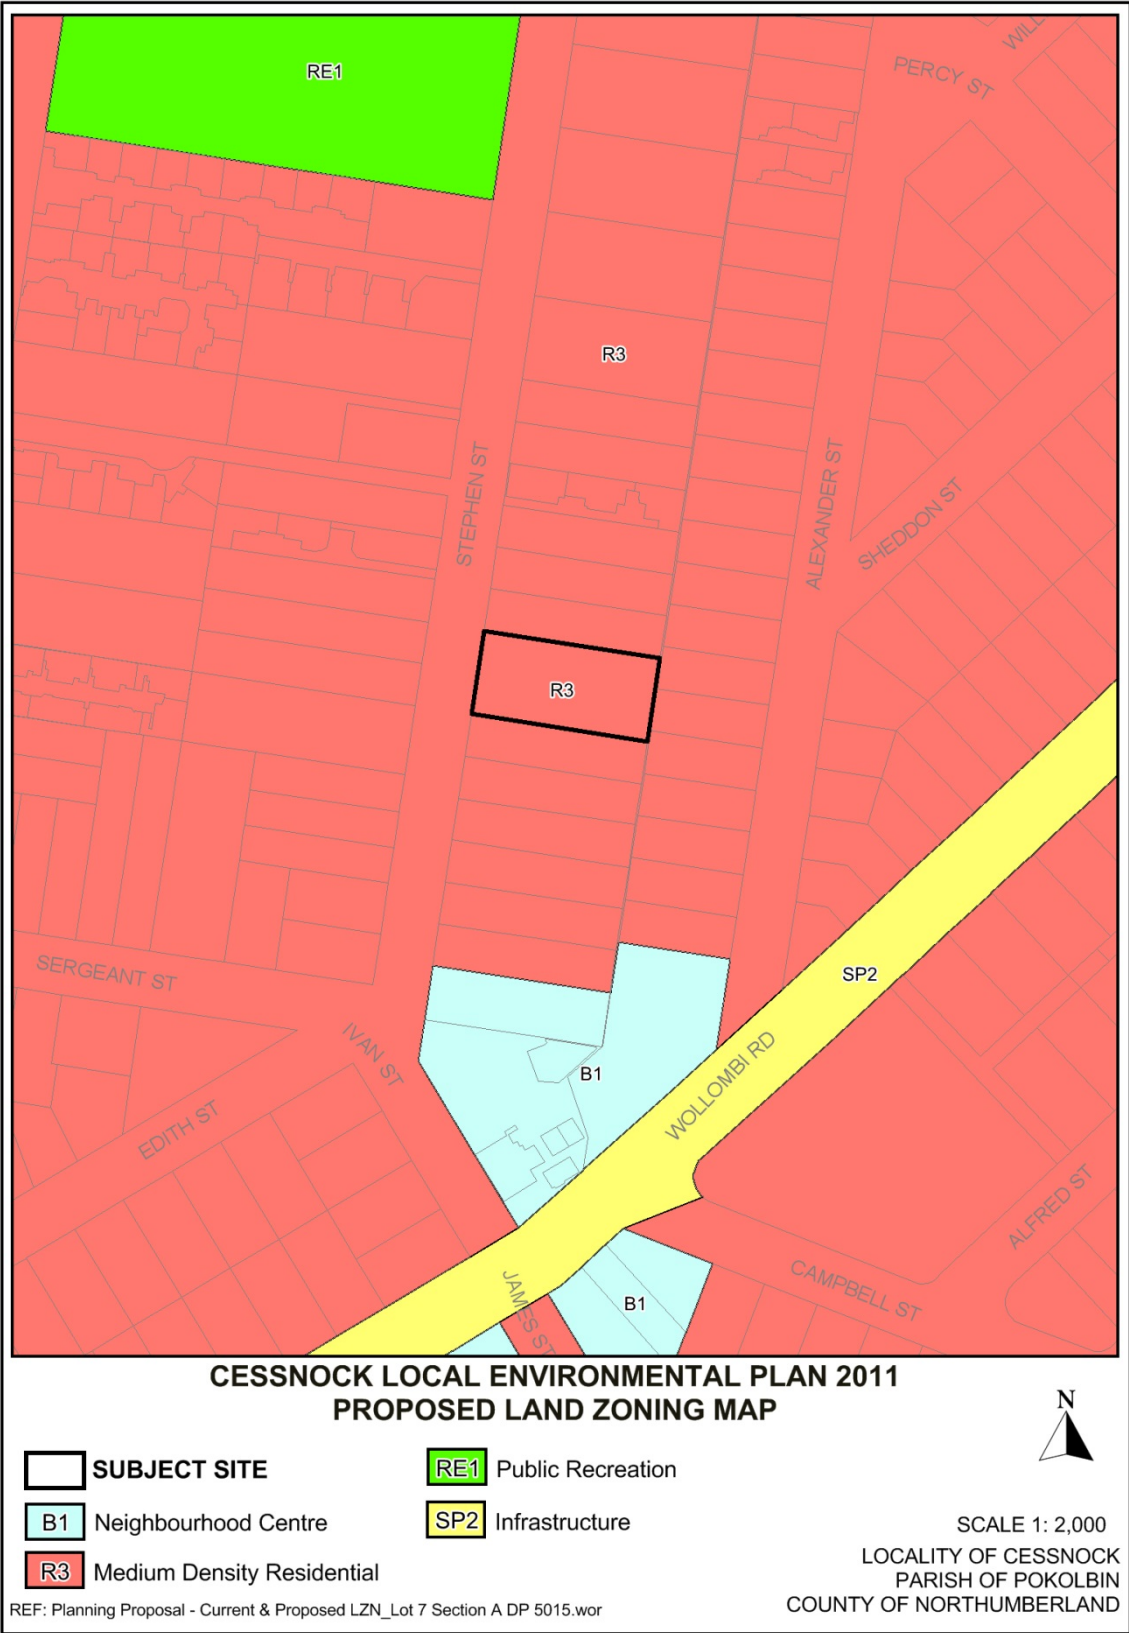 WILL
PERCY ST
RE1
R3
STEPHEN ST
ALEXANDER ST
SHEDDON ST
R3
SERGEANT ST
SP2
IVAN ST
WOLLOMBI RD
B1
EDITH ST
ALFRED ST
CAMPBELL ST
JAMES ST
B1
CESSNOCK LOCAL ENVIRONMENTAL PLAN 2011
PROPOSED LAND ZONING MAP
N
SUBJECT SITE
RE1 Public Recreation
B1 Neighbourhood Centre
SP2 Infrastructure
R3 Medium Density Residential
SCALE 1: 2,000
LOCALITY OF CESSNOCK
PARISH OF POKOLBIN
COUNTY OF NORTHUMBERLAND
REF: Planning Proposal - Current & Proposed LZN_Lot 7 Section A DP 5015.wor